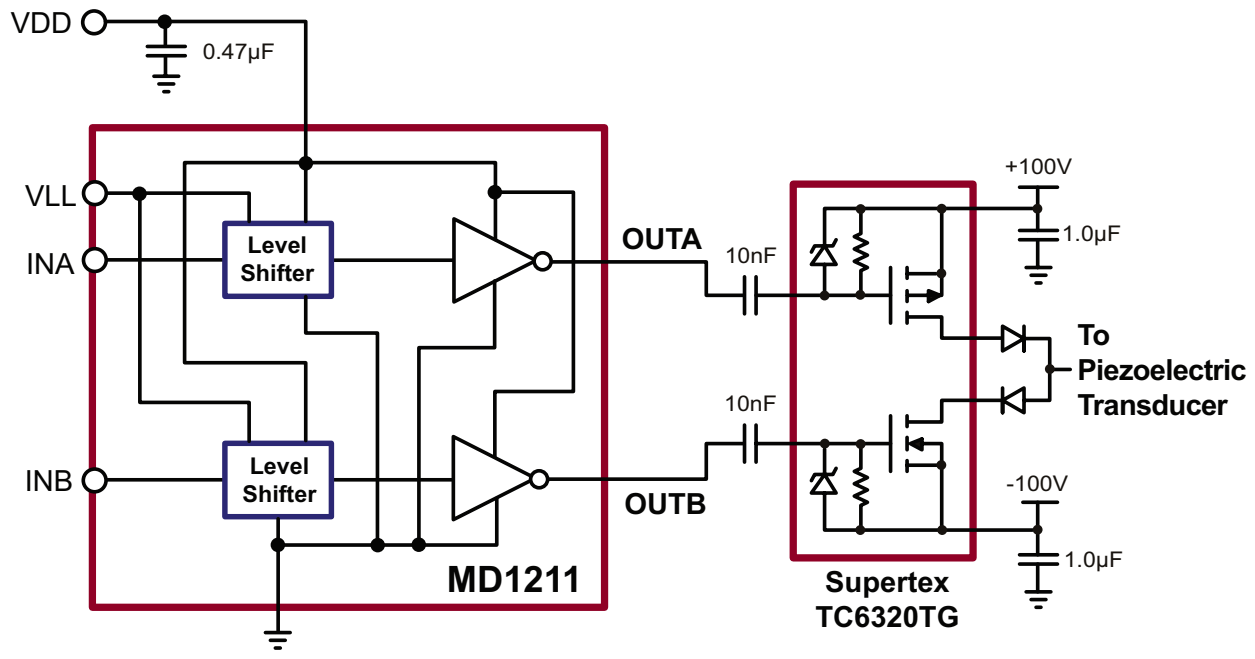 VDD
0.47µF
VLL
INA
Level
Shifter
OUTA
10nF
+100V
1.0µF
To
Piezoelectric
Transducer
INB
Level
Shifter
OUTB
10nF
-100V
1.0µF
MD1211
Supertex
TC6320TG